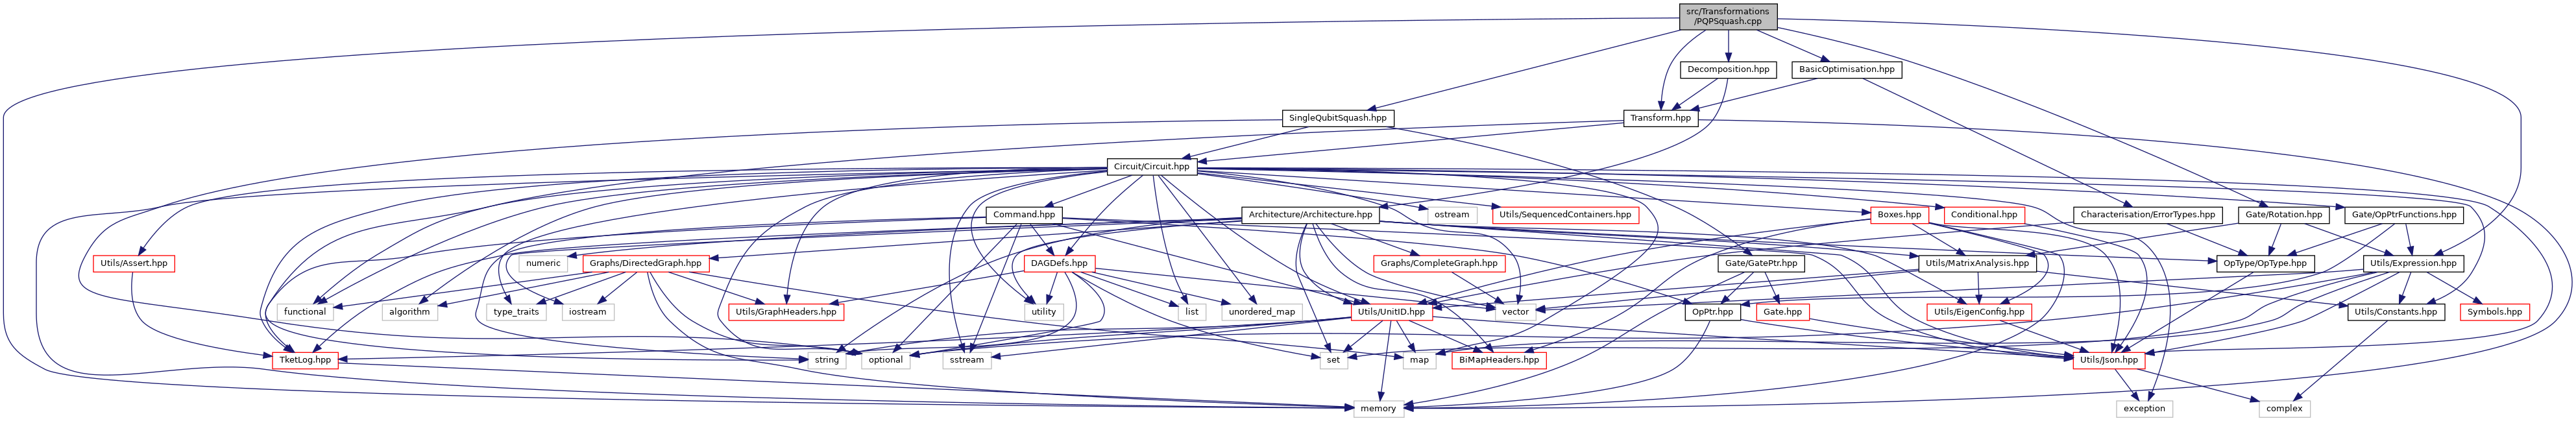 src/Transformations
/PQPSquash.cpp
Decomposition.hpp
BasicOptimisation.hpp
SingleQubitSquash.hpp
Transform.hpp
Circuit/Circuit.hpp
Command.hpp
Architecture/Architecture.hpp
ostream
Utils/SequencedContainers.hpp
Boxes.hpp
Conditional.hpp
Characterisation/ErrorTypes.hpp
Gate/Rotation.hpp
Gate/OpPtrFunctions.hpp
Utils/Assert.hpp
numeric
Graphs/DirectedGraph.hpp
DAGDefs.hpp
Graphs/CompleteGraph.hpp
Gate/GatePtr.hpp
Utils/MatrixAnalysis.hpp
OpType/OpType.hpp
Utils/Expression.hpp
functional
algorithm
type_traits
iostream
Utils/GraphHeaders.hpp
utility
list
unordered_map
Utils/UnitID.hpp
vector
OpPtr.hpp
Gate.hpp
Utils/EigenConfig.hpp
Utils/Constants.hpp
Symbols.hpp
TketLog.hpp
string
optional
sstream
set
map
BiMapHeaders.hpp
Utils/Json.hpp
memory
exception
complex